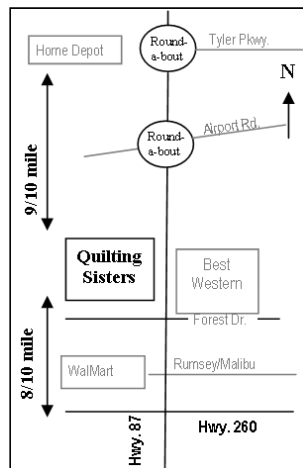 Home Depot
Round-
a-bout
Tyler Pkwy.
N
Round-
a-bout
Airport Rd.
9/10 mile
Quilting
Sisters
Best
Western
Forest Dr.
8/10 mile
WalMart
Rumsey/Malibu
Hwy. 87
Hwy. 260